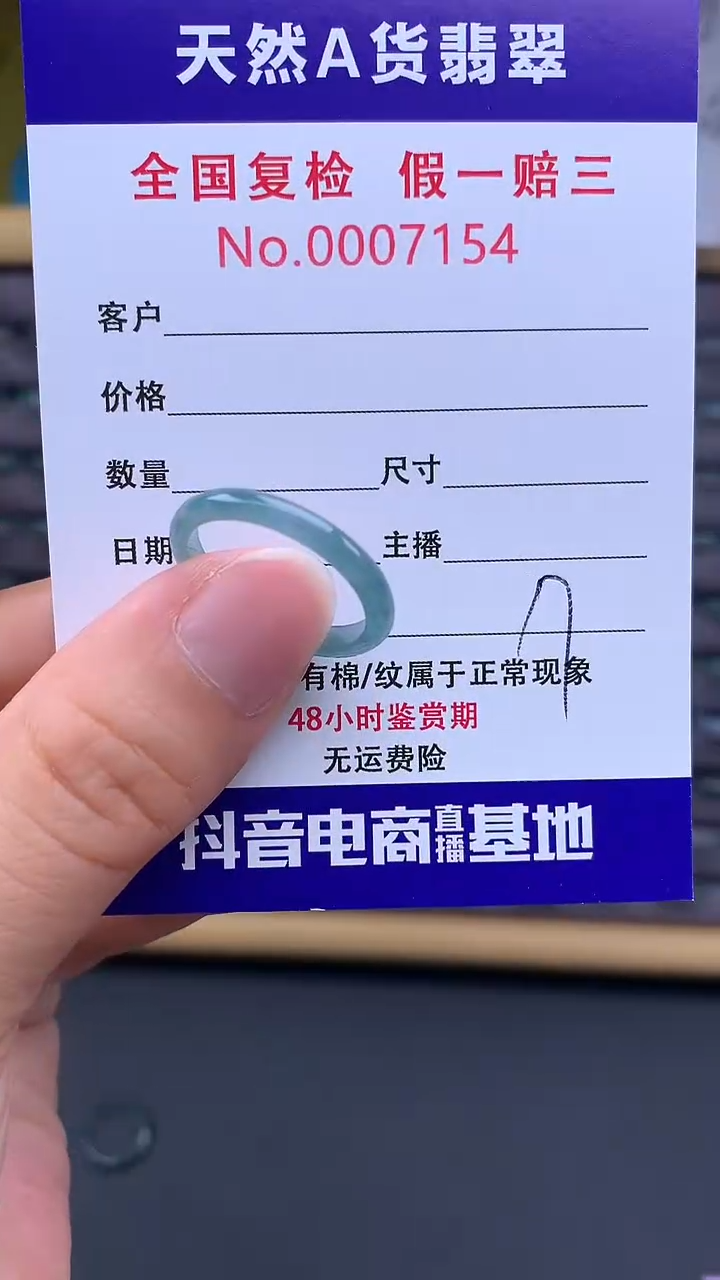 天然A货翡翠
全国复检 假一赔三
No.0007154
客户
价格
数量 尺寸
日期 主播
有棉/纹属于正常现象
48小时鉴赏期
无运费险
抖音电商直播基地